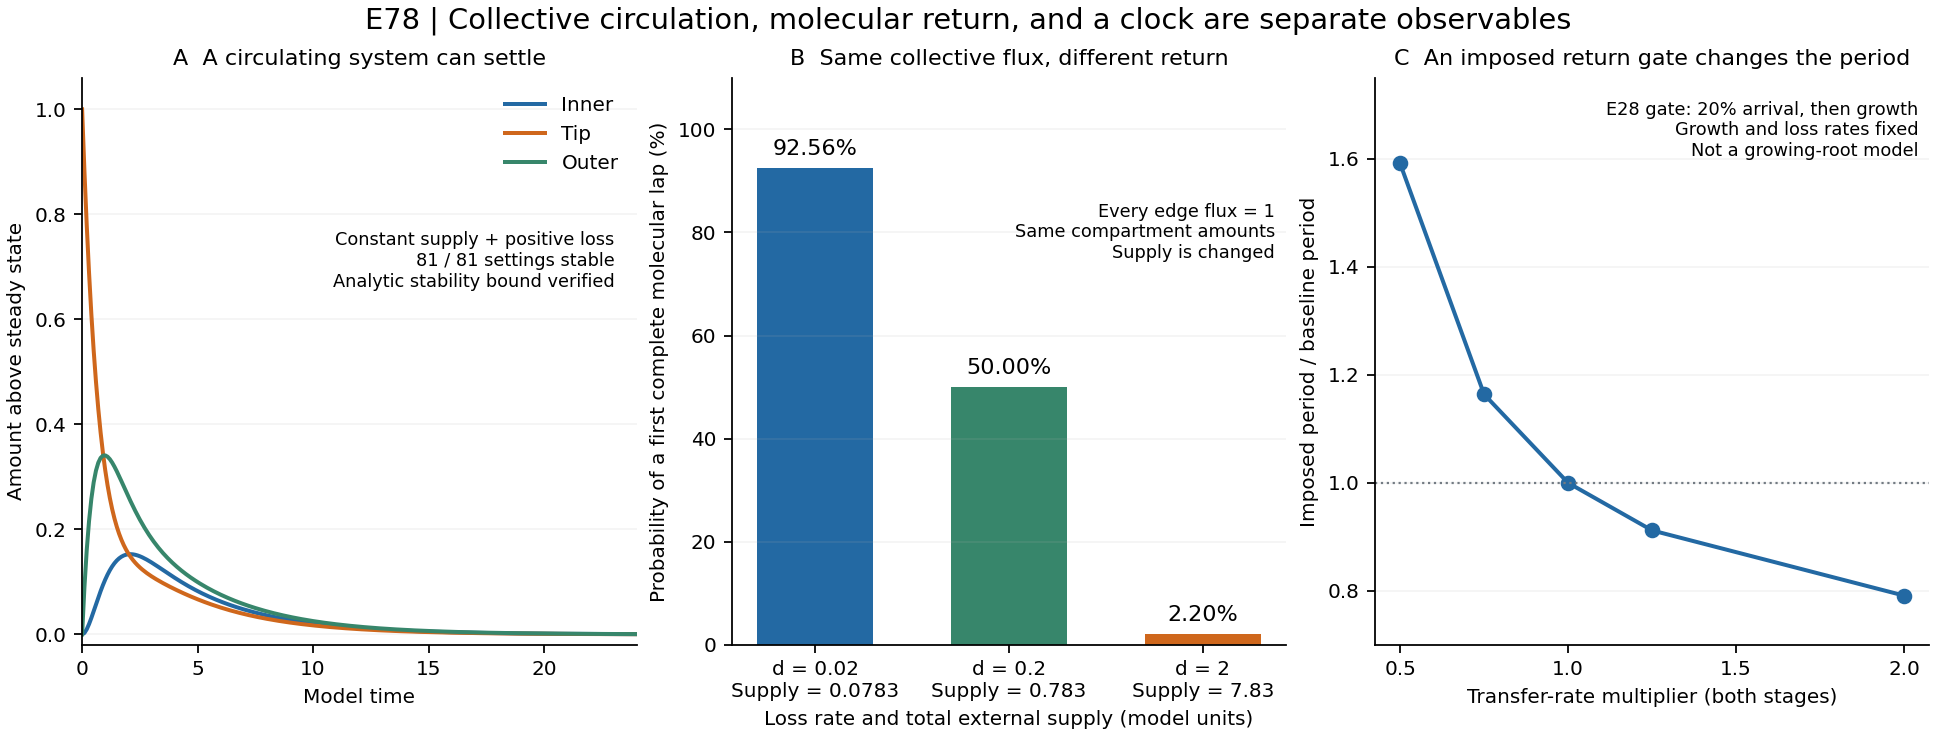 E78 | Collective circulation, molecular return, and a clock are separate observables
A  A circulating system can settle
Amount above steady state
1.0
0.8
0.6
0.4
0.2
0.0
Inner
Tip
Outer
Constant supply + positive loss
81 / 81 settings stable
Analytic stability bound verified
0
5
10
15
20
Model time
B  Same collective flux, different return
Probability of a first complete molecular lap (%)
100
80
60
40
20
0
92.56%
50.00%
2.20%
Every edge flux = 1
Same compartment amounts
Supply is changed
d = 0.02
Supply = 0.0783
d = 0.2
Supply = 0.783
d = 2
Supply = 7.83
Loss rate and total external supply (model units)
C  An imposed return gate changes the period
Imposed period / baseline period
1.6
1.4
1.2
1.0
0.8
E28 gate: 20% arrival, then growth
Growth and loss rates fixed
Not a growing-root model
0.5
1.0
1.5
2.0
Transfer-rate multiplier (both stages)